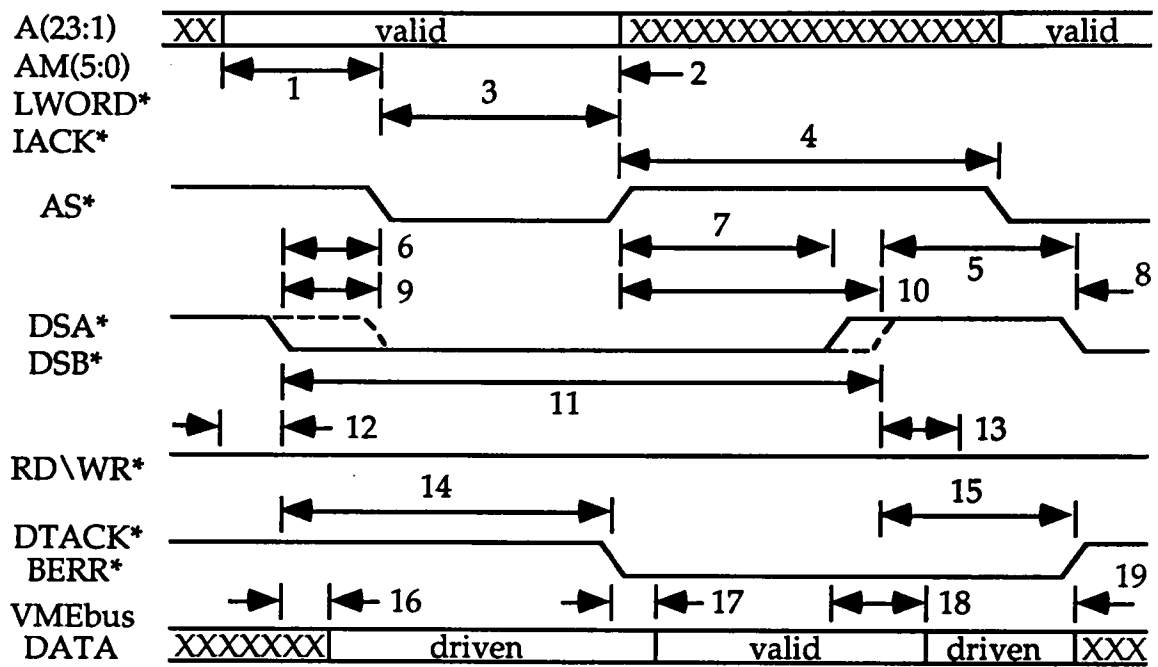 A(23:1) XX valid XXXXXXXXXXXXXXXXX valid
AM(5:0) 1 3 2
LWORD*
IACK* 4
AS*
6 7 5
9 10 8
DSA*
DSB*
11
12 13
RD\WR*
14 15
DTACK*
BERR*
16 17 18 19
VMEbus
DATA XXXXXXX driven valid driven XXX